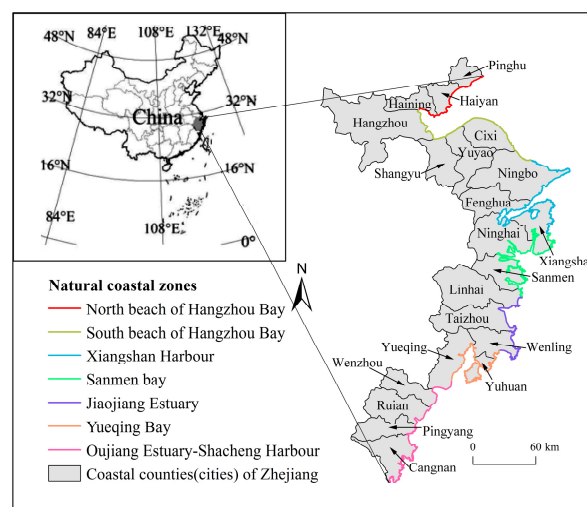 84°E
108°E
132°E
48°N
48°N
32°N
32°N
China
16°N
16°N
84°E
108°E
0°
Pinghu
Haiyan
Haining
Hangzhou
Cixi
Yuyao
Shangyu
Ningbo
Fenghua
Ninghai
Xiangsha
Sanmen
Linhai
Taizhou
Yueqing
Wenling
Wenzhou
Yuhuan
Ruian
Pingyang
Cangnan
N
Natural coastal zones
North beach of Hangzhou Bay
South beach of Hangzhou Bay
Xiangshan Harbour
Sanmen bay
Jiaojiang Estuary
Yueqing Bay
Oujiang Estuary-Shacheng Harbour
Coastal counties(cities) of Zhejiang
0 60 km